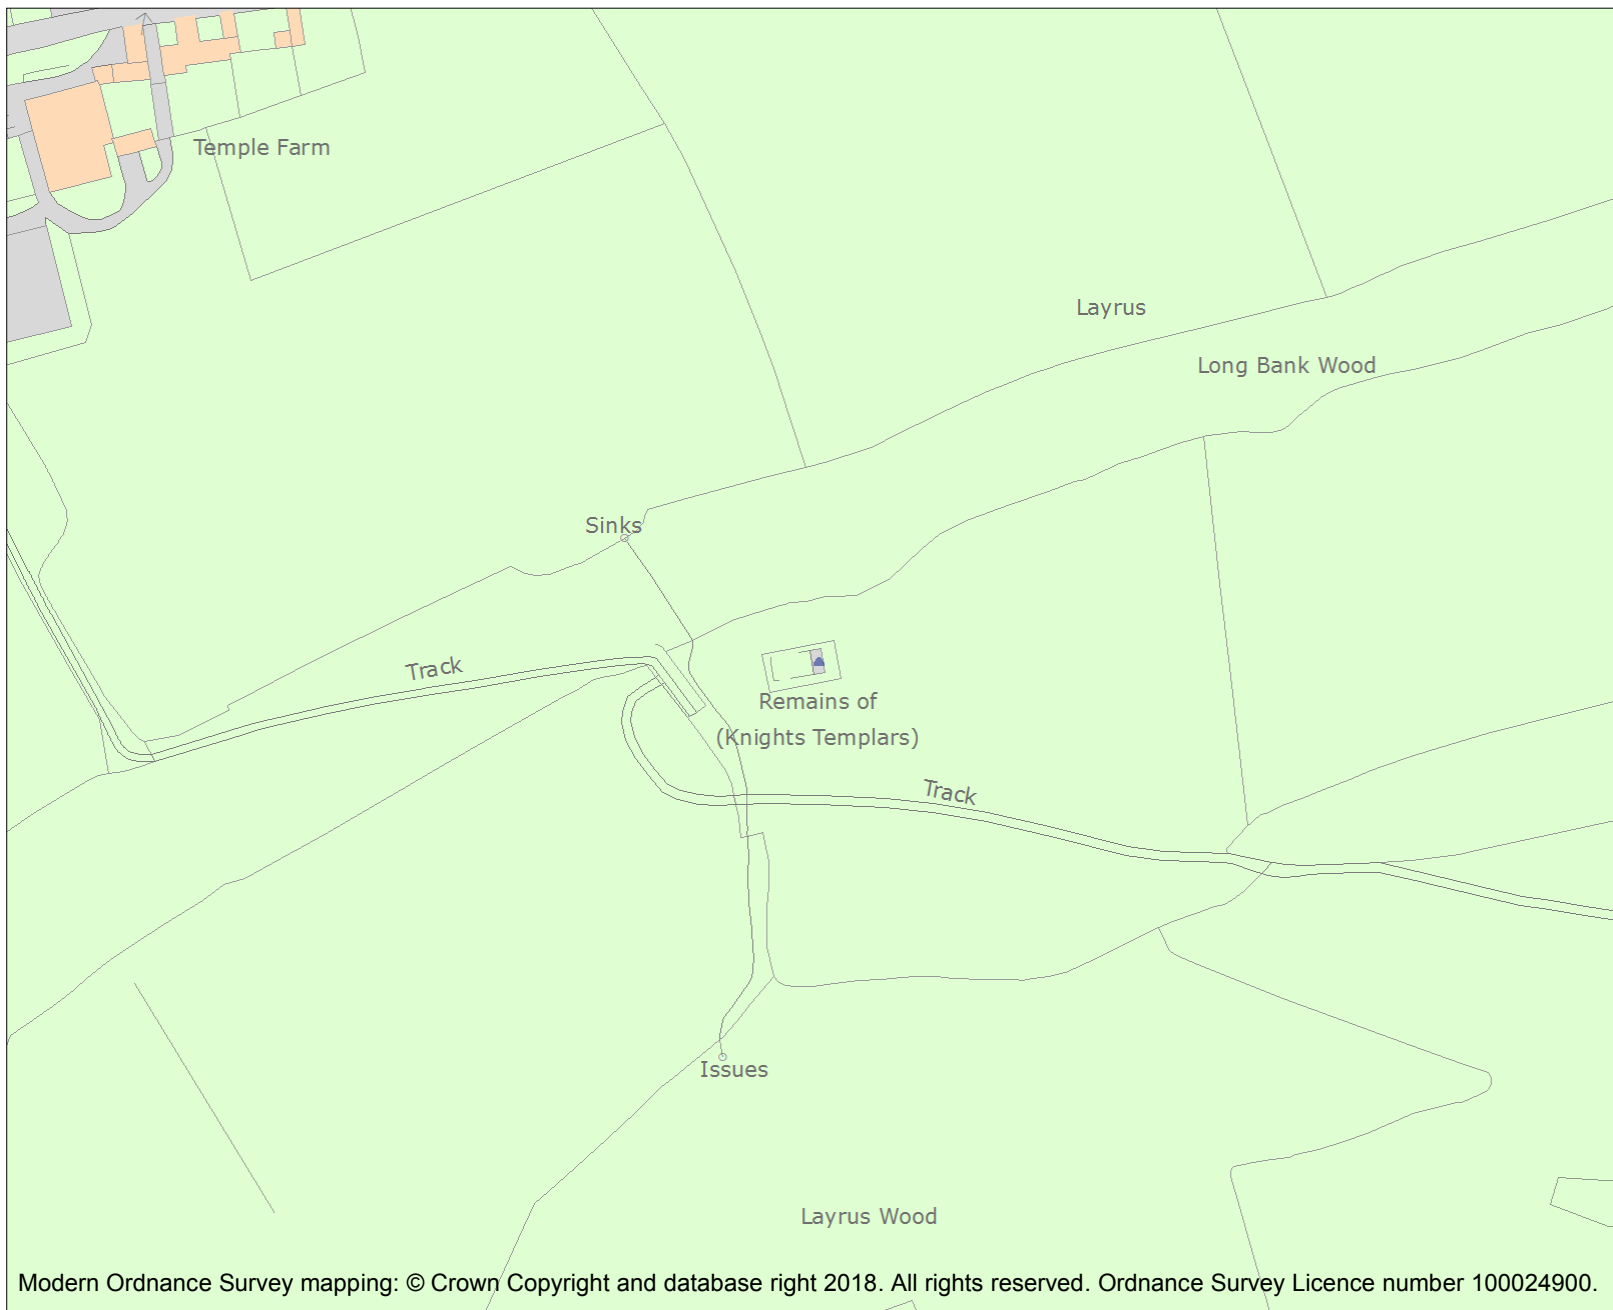 Temple Farm
Layrus
Long Bank Wood
Sinks
Track
Remains of
(Knights Templars)
Track
Issues
Layrus Wood
Modern Ordnance Survey mapping: © Crown Copyright and database right 2018. All rights reserved. Ordnance Survey Licence number 100024900.